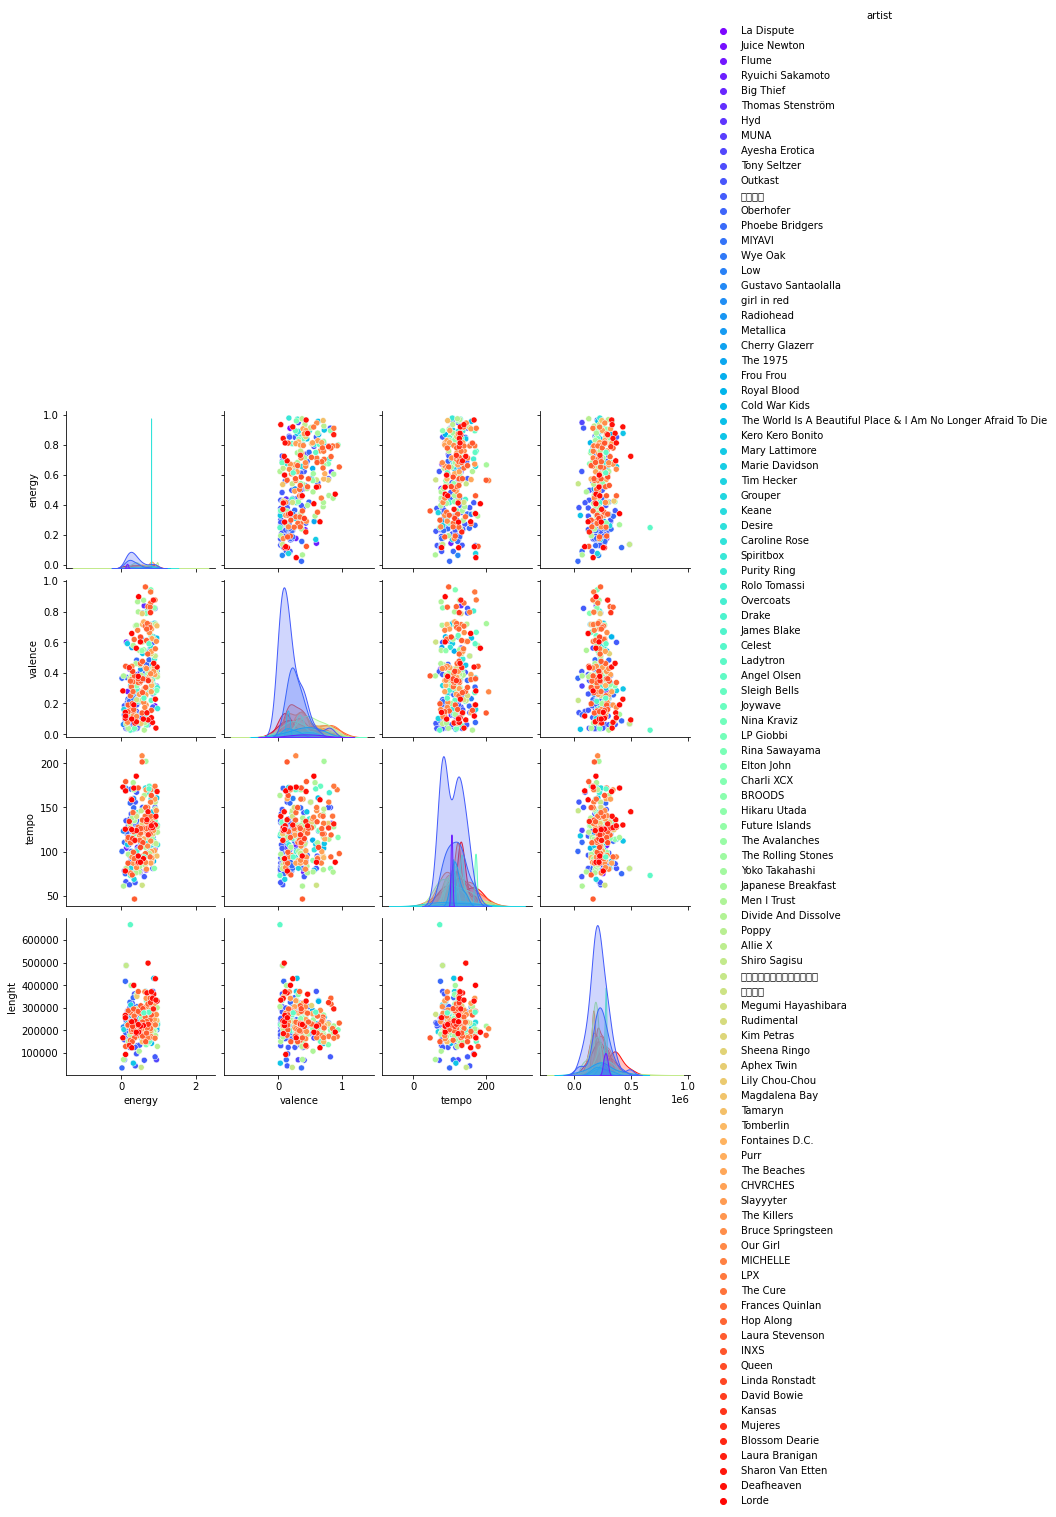 artist
La Dispute
Juice Newton
Flume
Ryuichi Sakamoto
Big Thief
Thomas Stenström
Hyd
MUNA
Ayesha Erotica
Tony Seltzer
Outkast
Oberhofer
Phoebe Bridgers
MIYAVI
Wye Oak
Low
Gustavo Santaolalla
girl in red
Radiohead
Metallica
Cherry Glazerr
The 1975
Frou Frou
Royal Blood
Cold War Kids
The World Is A Beautiful Place & I Am No Longer Afraid To Die
Kero Kero Bonito
Mary Lattimore
Marie Davidson
Tim Hecker
Grouper
Keane
Desire
Caroline Rose
Spiritbox
Purity Ring
Rolo Tomassi
Overcoats
Drake
James Blake
Celest
Ladytron
Angel Olsen
Sleigh Bells
Joywave
Nina Kraviz
LP Giobbi
Rina Sawayama
Elton John
Charli XCX
BROODS
Hikaru Utada
Future Islands
The Avalanches
The Rolling Stones
Yoko Takahashi
Japanese Breakfast
Men I Trust
Divide And Dissolve
Poppy
Allie X
Shiro Sagisu
Megumi Hayashibara
Rudimental
Kim Petras
Sheena Ringo
Aphex Twin
Lily Chou-Chou
Magdalena Bay
Tamaryn
Tomberlin
Fontaines D.C.
Purr
The Beaches
CHVRCHES
Slayyyter
The Killers
Bruce Springsteen
Our Girl
MICHELLE
LPX
The Cure
Frances Quinlan
Hop Along
Laura Stevenson
INXS
Queen
Linda Ronstadt
David Bowie
Kansas
Mujeres
Blossom Dearie
Laura Branigan
Sharon Van Etten
Deafheaven
Lorde
1.0
0.8
0.6
0.4
0.2
0.0
energy
1.0
0.8
0.6
0.4
0.2
0.0
valence
200
150
100
50
tempo
600000
500000
400000
300000
200000
100000
lenght
0 2
energy
0 1
valence
0 200
tempo
0.0 0.5 1.0
1e6
lenght